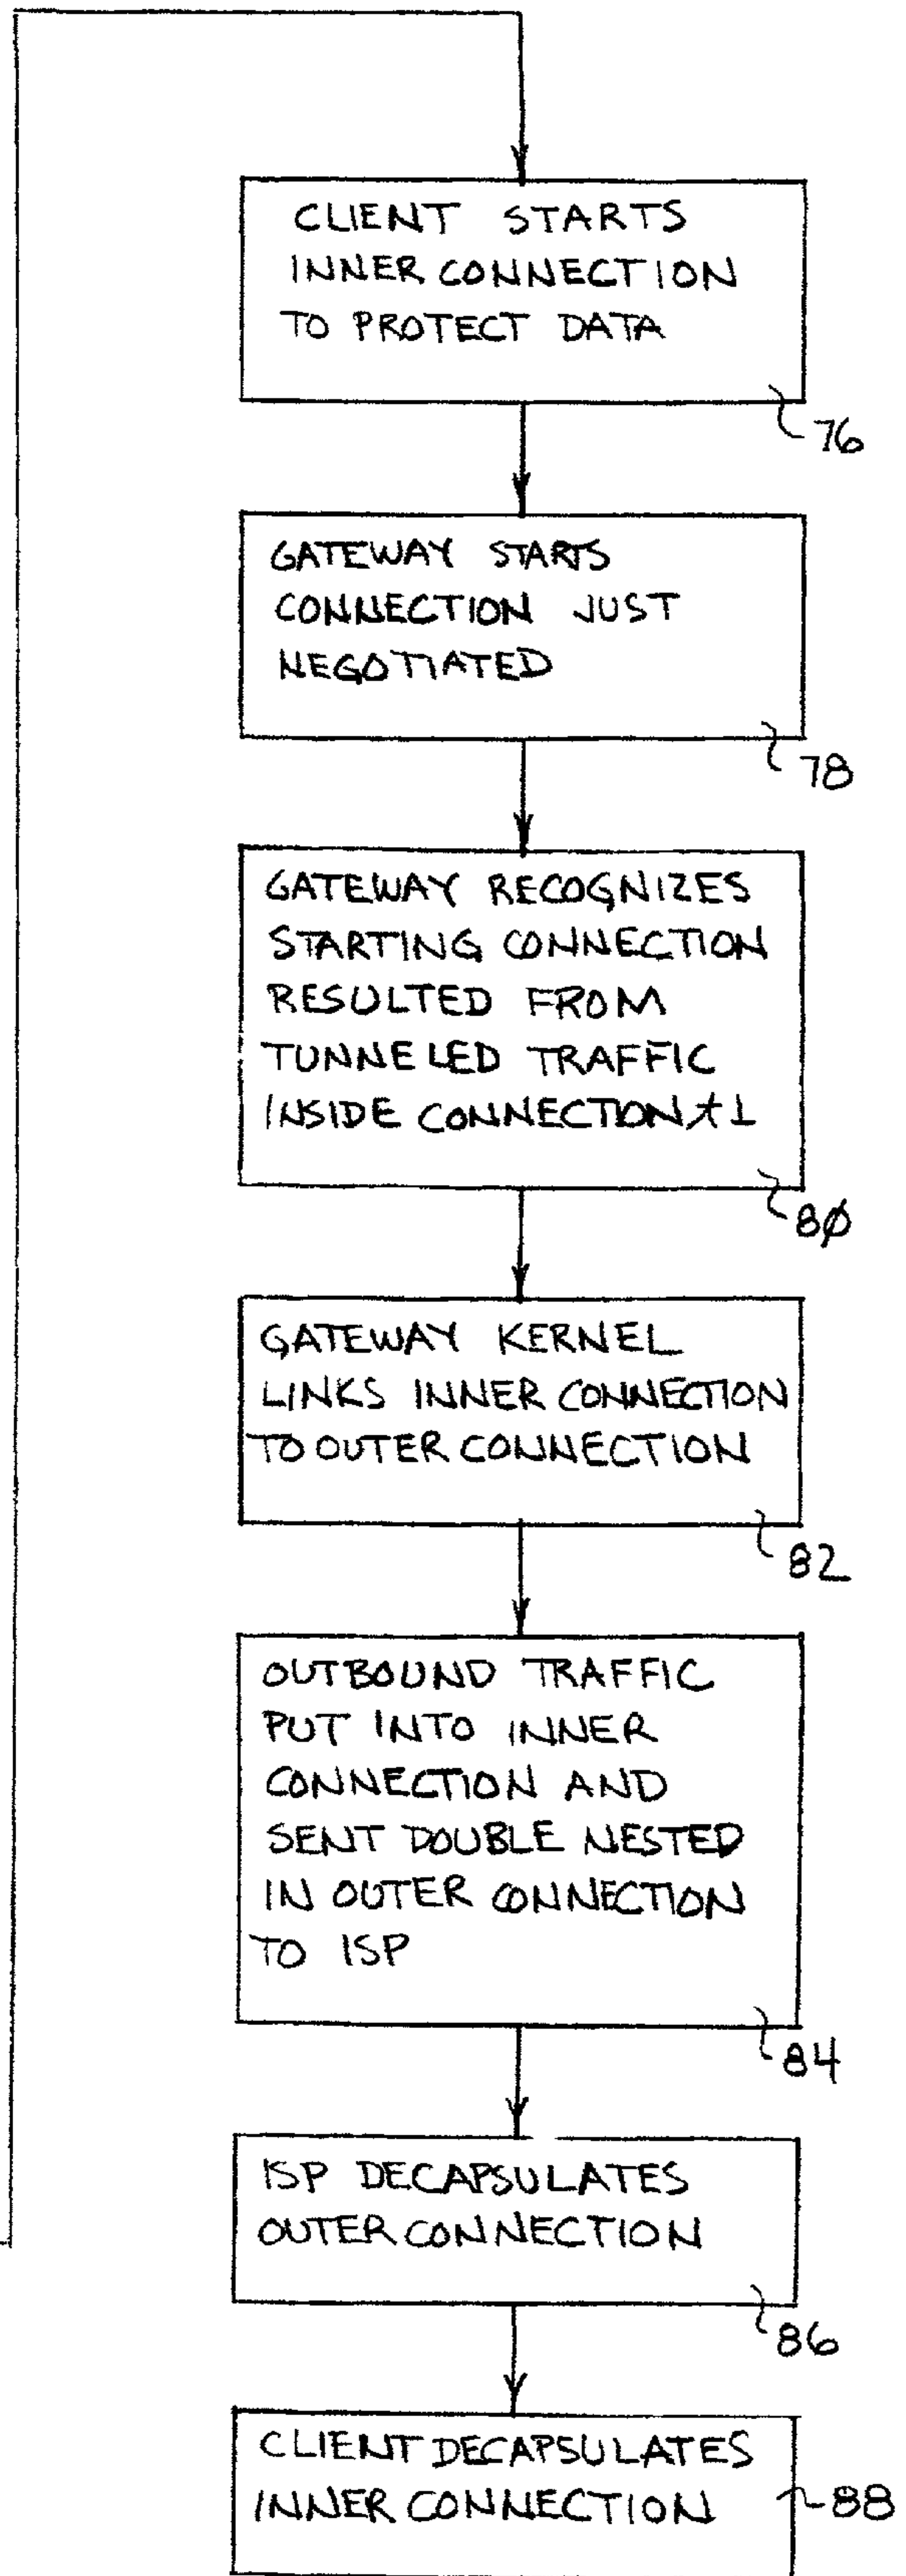 CLIENT STARTS
INNER CONNECTION
TO PROTECT DATA
76
GATEWAY STARTS
CONNECTION JUST
NEGOTIATED
78
GATEWAY RECOGNIZES
STARTING CONNECTION
RESULTED FROM
TUNNELED TRAFFIC
INSIDE CONNECTION #1
80
GATEWAY KERNEL
LINKS INNER CONNECTION
TO OUTER CONNECTION
82
OUTBOUND TRAFFIC
PUT INTO INNER
CONNECTION AND
SENT DOUBLE NESTED
IN OUTER CONNECTION
TO ISP
84
ISP DECAPSULATES
OUTER CONNECTION
86
CLIENT DECAPSULATES
INNER CONNECTION
88